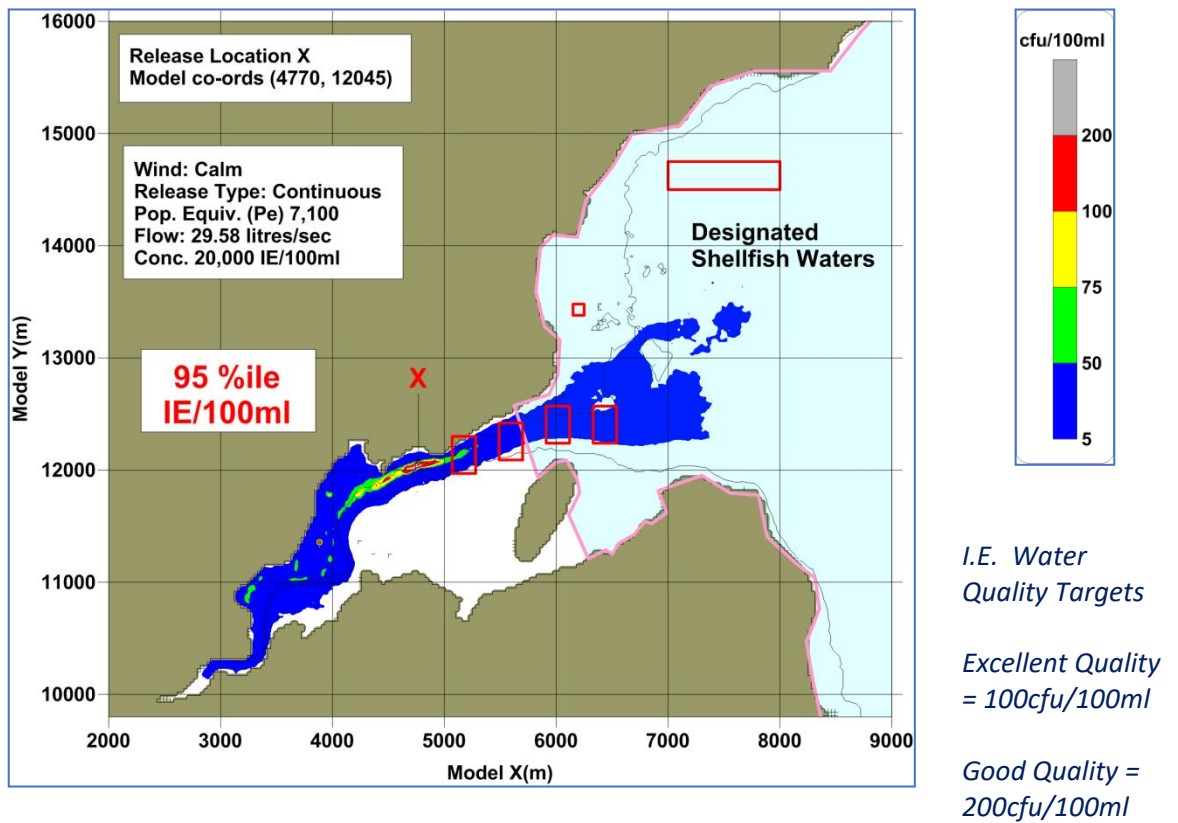 16000
15000
14000
13000
12000
11000
10000
Model Y(m)
Release Location X
Model co-ords (4770, 12045)
Wind: Calm
Release Type: Continuous
Pop. Equiv. (Pe) 7,100
Flow: 29.58 litres/sec
Conc. 20,000 IE/100ml
95 %ile
IE/100ml
X
Designated
Shellfish Waters
2000 3000 4000 5000 6000 7000 8000 9000
Model X(m)
cfu/100ml
200
100
75
50
5
I.E. Water
Quality Targets
Excellent Quality
= 100cfu/100ml
Good Quality =
200cfu/100ml